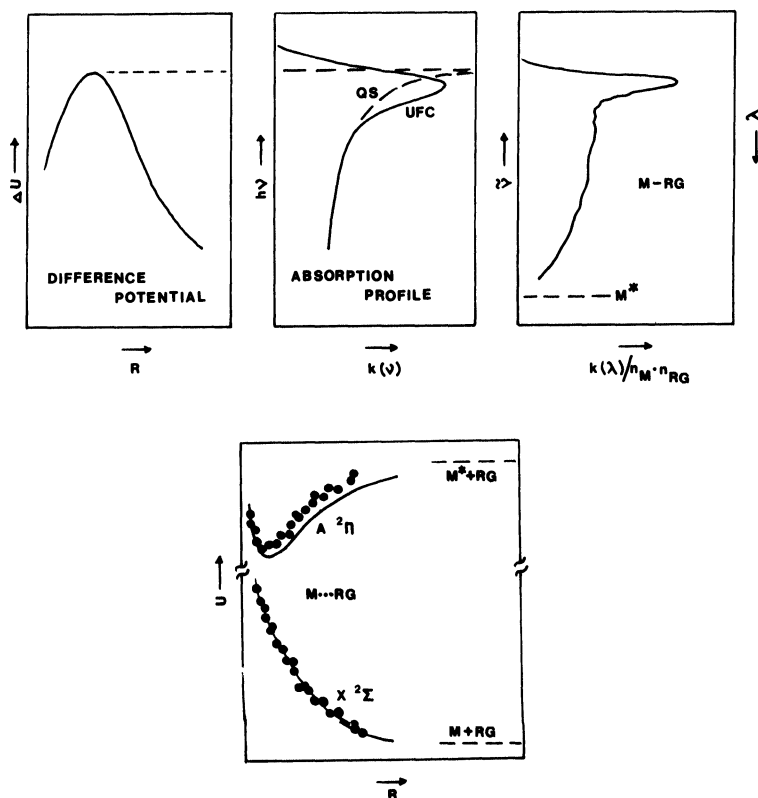 ΔU
DIFFERENCE
POTENTIAL
R
hν
QS
UFC
ABSORPTION
PROFILE
k(ν)
ν̃
M-RG
M*
λ
k(λ)/nM·nRG
U
M*+RG
A ²Π
M···RG
X ²Σ
M+RG
R